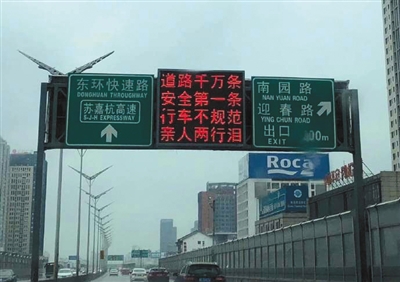 东环快速路
DONGHUAN THROUGHWAY
苏嘉杭高速
S-J-H EXPRESSWAY
道路千万条
安全第一条
行车不规范
亲人两行泪
南园路
NAN YUAN ROAD
迎春路
YING CHUN ROAD
出口
EXIT
00m
Roca